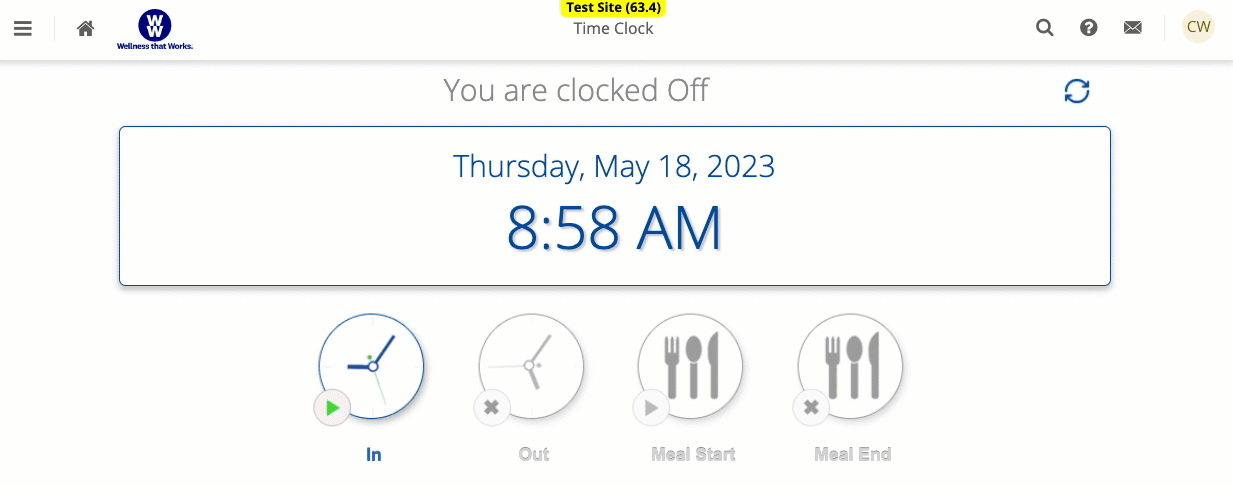 Test Site (63.4)
Time Clock
W
W
Wellness that Works.
CW
You are clocked Off
Thursday, May 18, 2023
8:58 AM
In
Out
Meal Start
Meal End